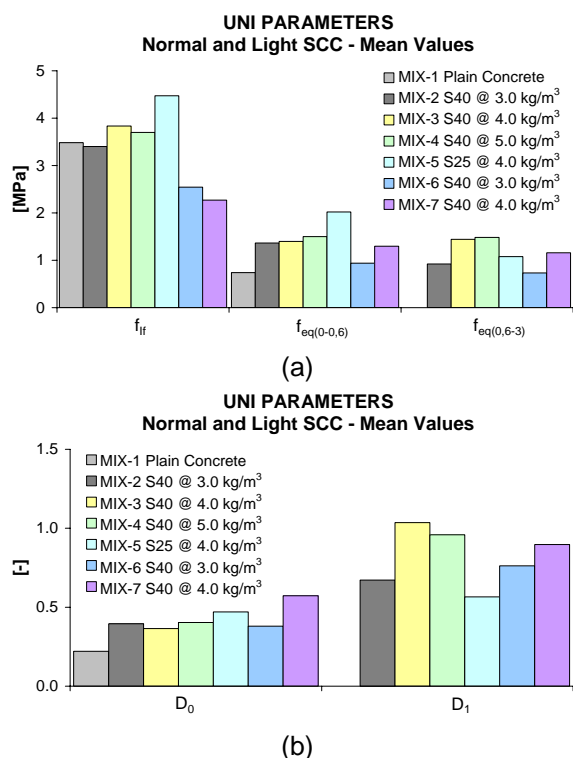 UNI PARAMETERS
Normal and Light SCC - Mean Values
5
4
3
2
1
0
[MPa]
MIX-1 Plain Concrete
MIX-2 S40 @ 3.0 kg/m³
MIX-3 S40 @ 4.0 kg/m³
MIX-4 S40 @ 5.0 kg/m³
MIX-5 S25 @ 4.0 kg/m³
MIX-6 S40 @ 3.0 kg/m³
MIX-7 S40 @ 4.0 kg/m³
f_If f_eq(0-0,6) f_eq(0,6-3)
(a)
UNI PARAMETERS
Normal and Light SCC - Mean Values
1.5
1.0
0.5
0.0
[-]
MIX-1 Plain Concrete
MIX-2 S40 @ 3.0 kg/m³
MIX-3 S40 @ 4.0 kg/m³
MIX-4 S40 @ 5.0 kg/m³
MIX-5 S25 @ 4.0 kg/m³
MIX-6 S40 @ 3.0 kg/m³
MIX-7 S40 @ 4.0 kg/m³
D₀ D₁
(b)